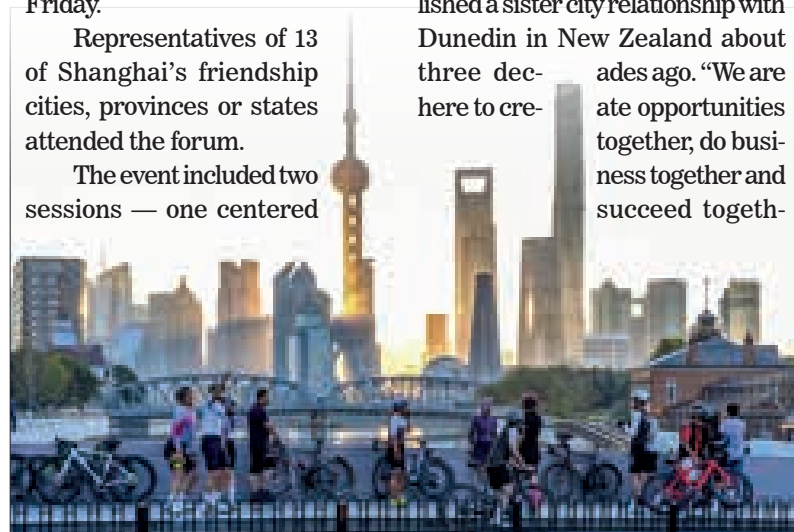 Friday.
Representatives of 13
of Shanghai’s friendship
cities, provinces or states
attended the forum.
The event included two
sessions — one centered
lished a sister city relationship with
Dunedin in New Zealand about
three dec- ades ago. “We are
here to cre- ate opportunities
together, do busi-
ness together and
succeed togeth-